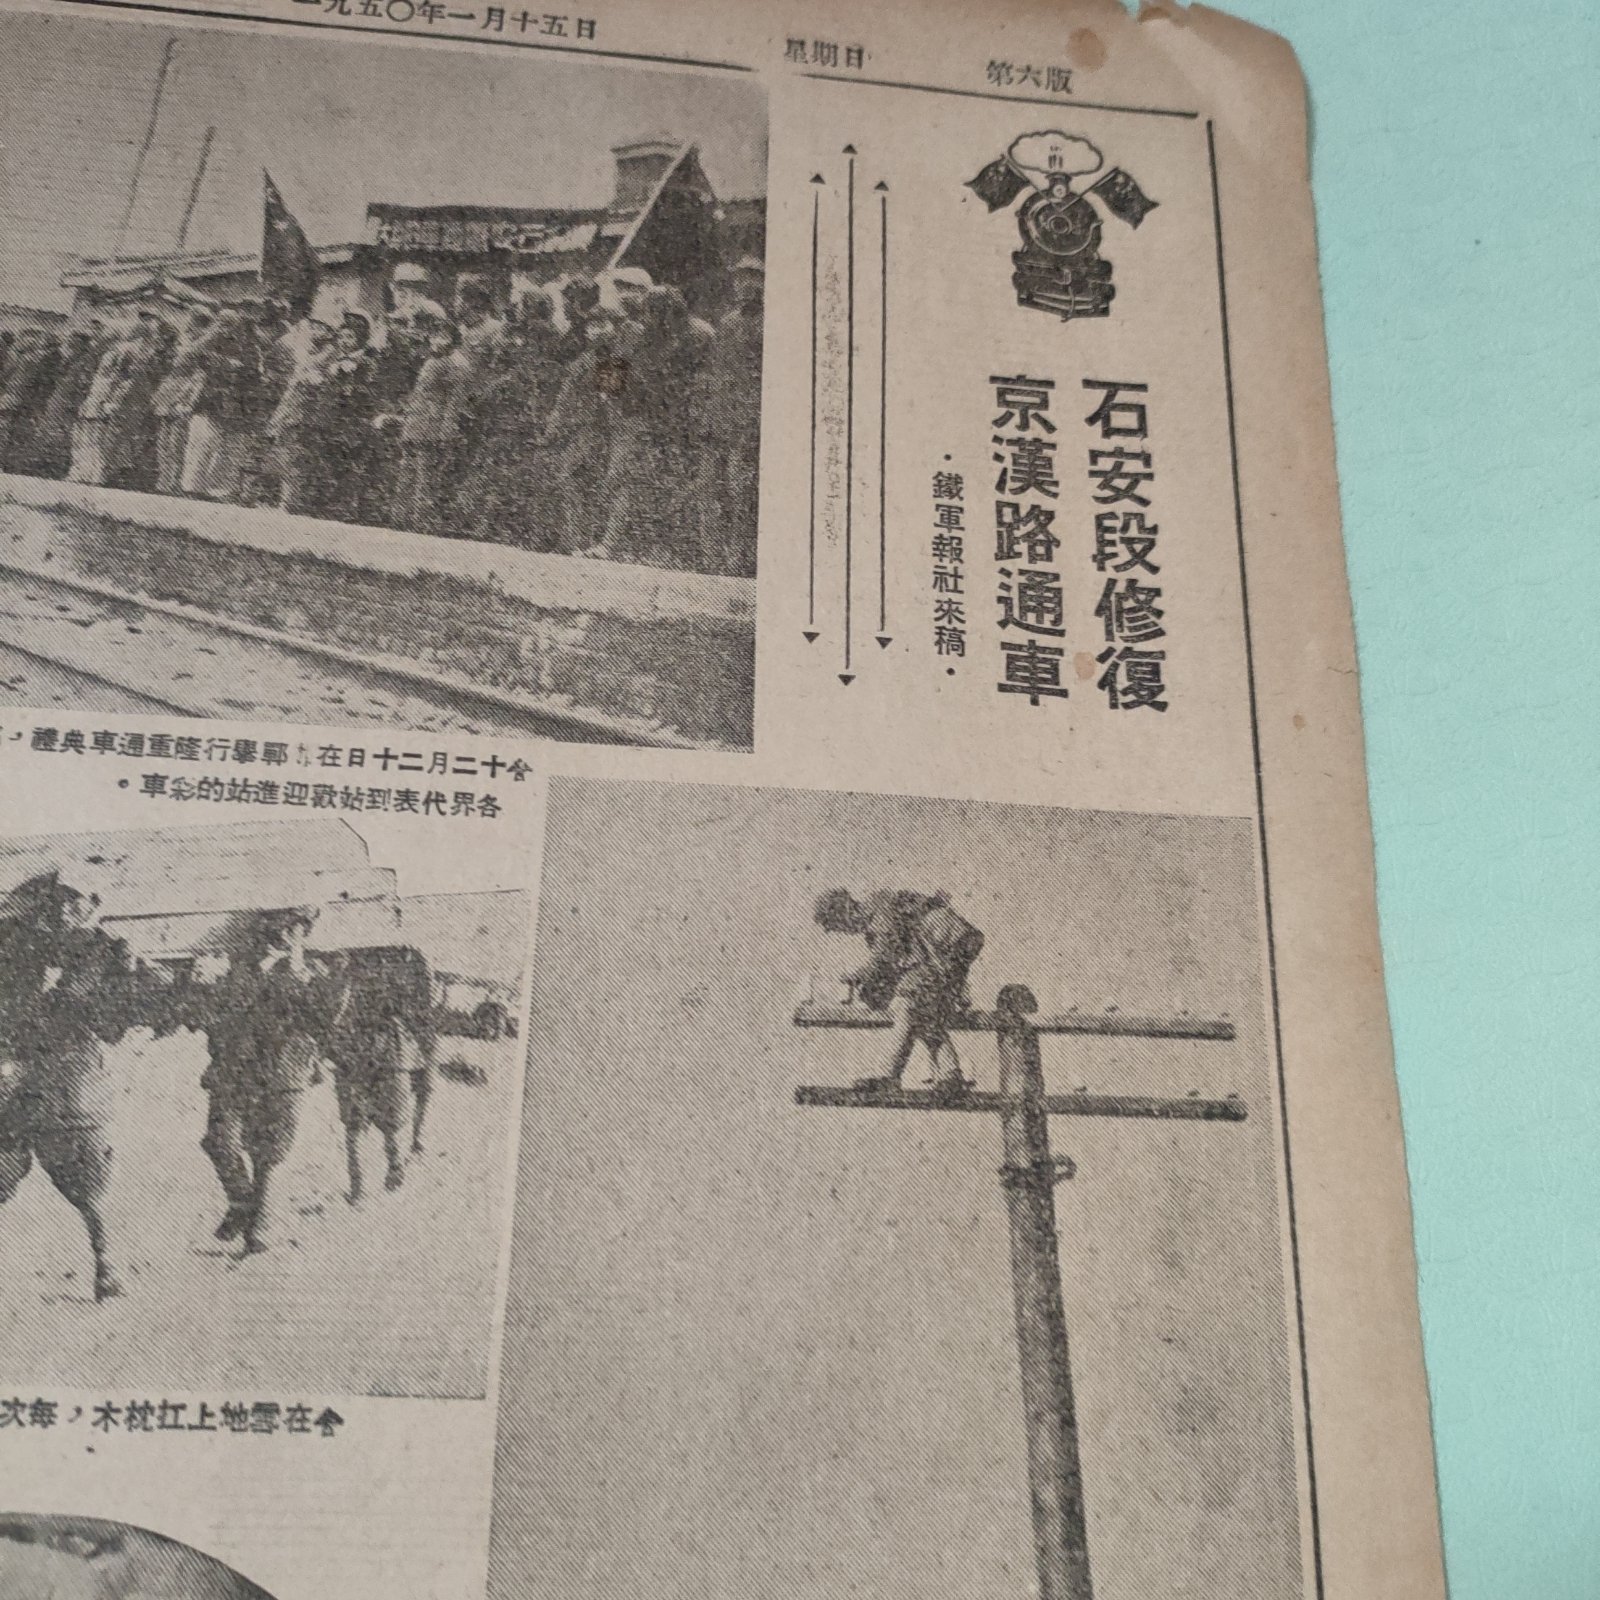 九五〇年一月十五日
星期日
第六版
石安段修復
京漢路通車
・鐵軍報社來稿・
十二月二十日在鄲舉行隆重通車典禮，
各界代表到站歡迎進站的彩車。
在雪地上扛枕木，每次